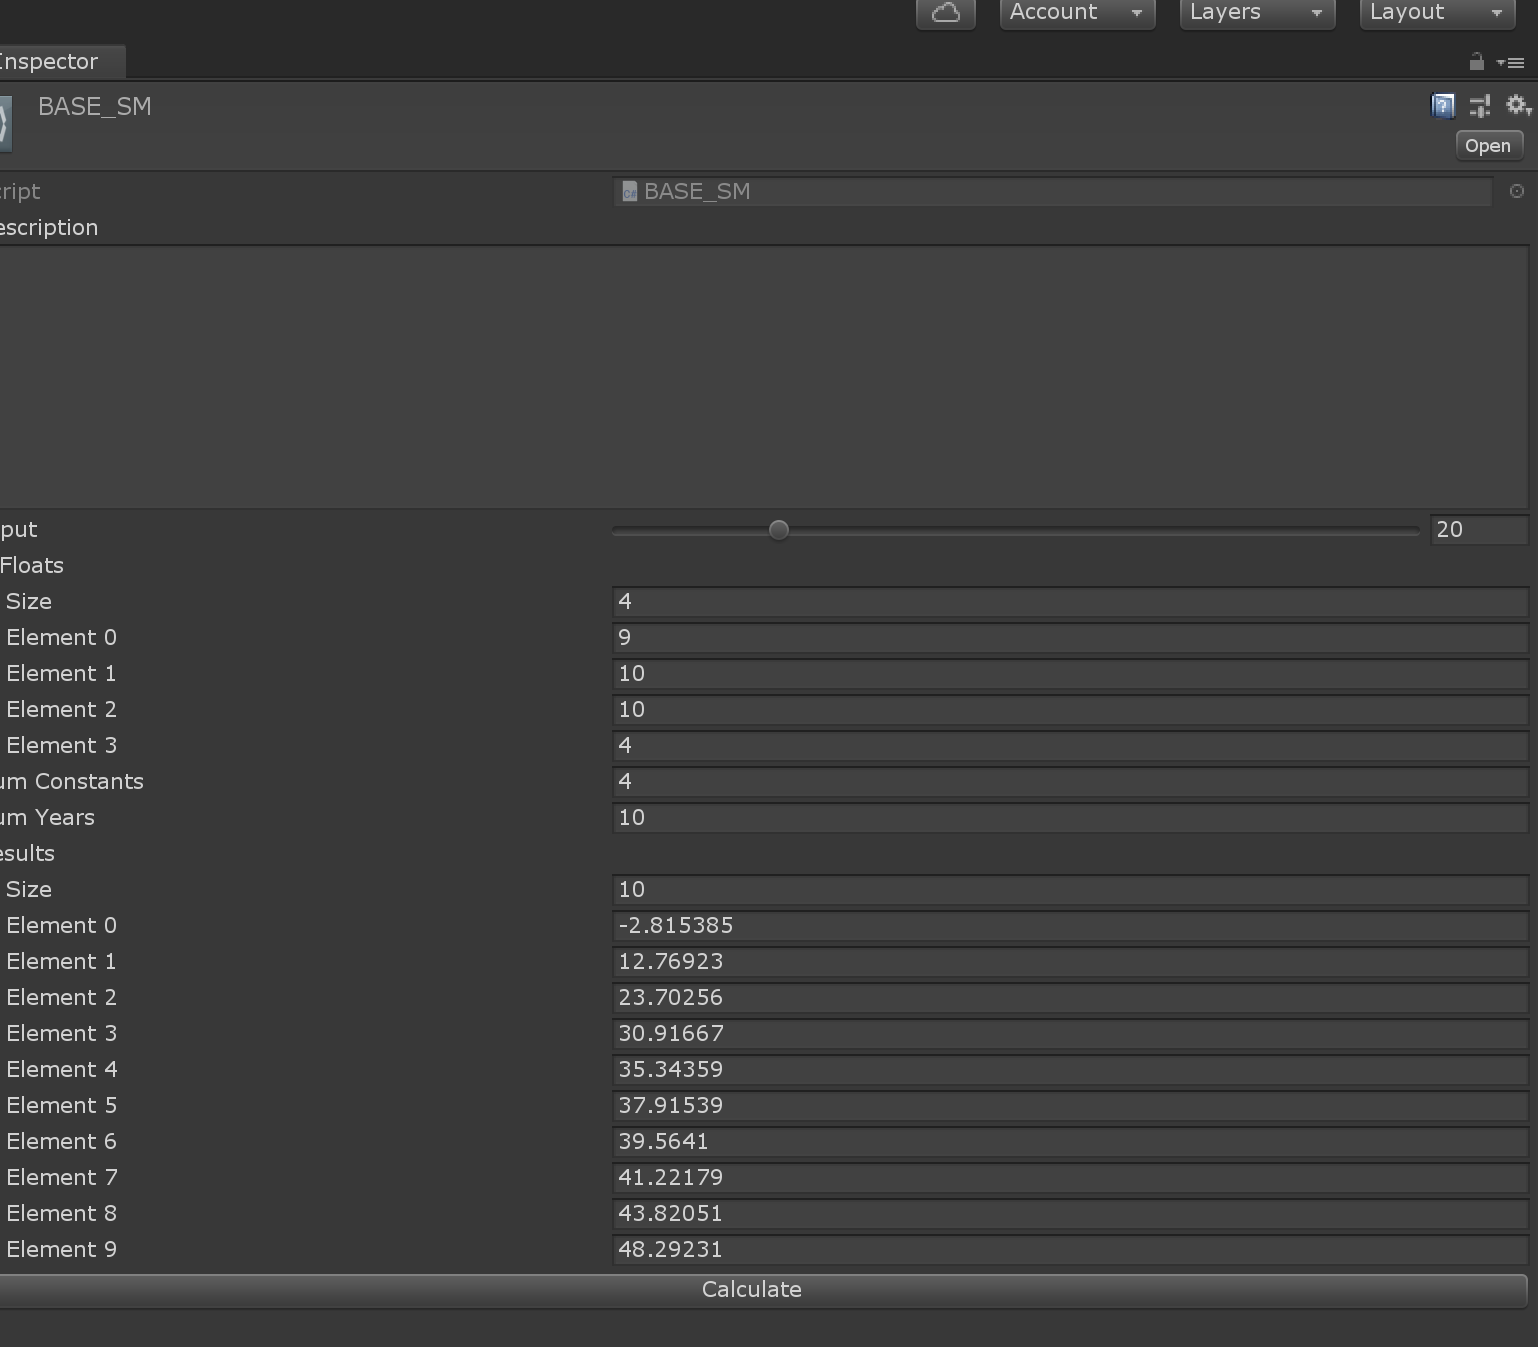 Account Layers Layout
Inspector
BASE_SM
Open
cript BASE_SM
escription
put 20
Floats
Size 4
Element 0 9
Element 1 10
Element 2 10
Element 3 4
um Constants 4
um Years 10
esults
Size 10
Element 0 -2.815385
Element 1 12.76923
Element 2 23.70256
Element 3 30.91667
Element 4 35.34359
Element 5 37.91539
Element 6 39.5641
Element 7 41.22179
Element 8 43.82051
Element 9 48.29231
Calculate